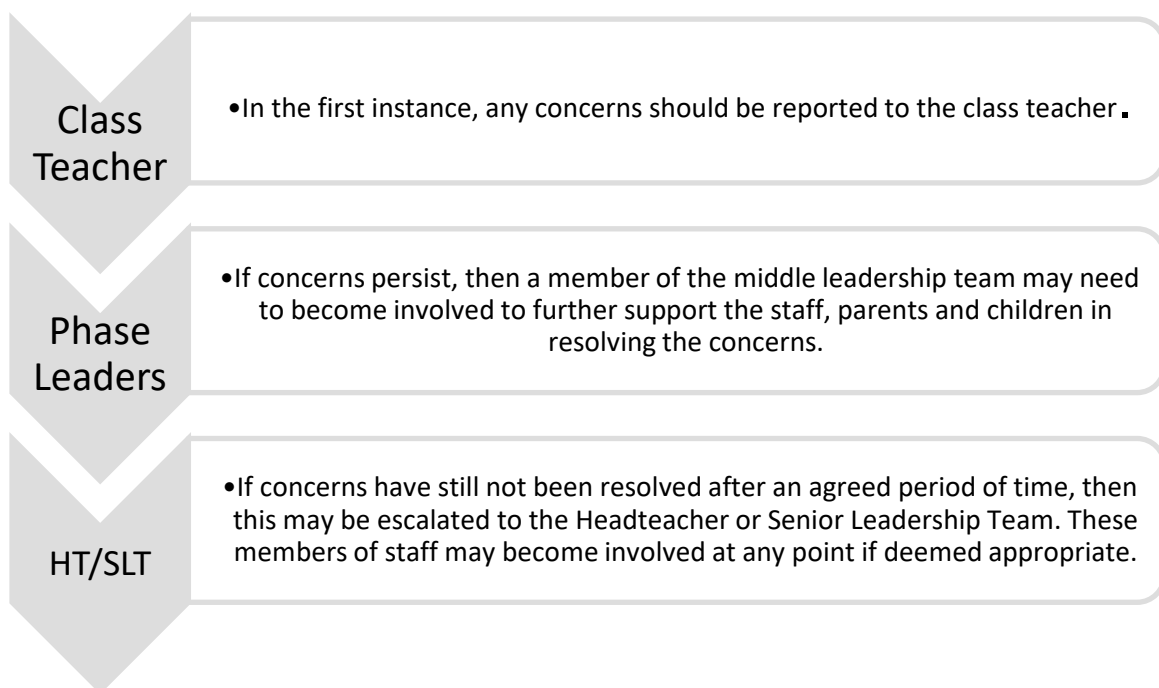 Class
Teacher
•In the first instance, any concerns should be reported to the class teacher.
Phase
Leaders
•If concerns persist, then a member of the middle leadership team may need
to become involved to further support the staff, parents and children in
resolving the concerns.
HT/SLT
•If concerns have still not been resolved after an agreed period of time, then
this may be escalated to the Headteacher or Senior Leadership Team. These
members of staff may become involved at any point if deemed appropriate.